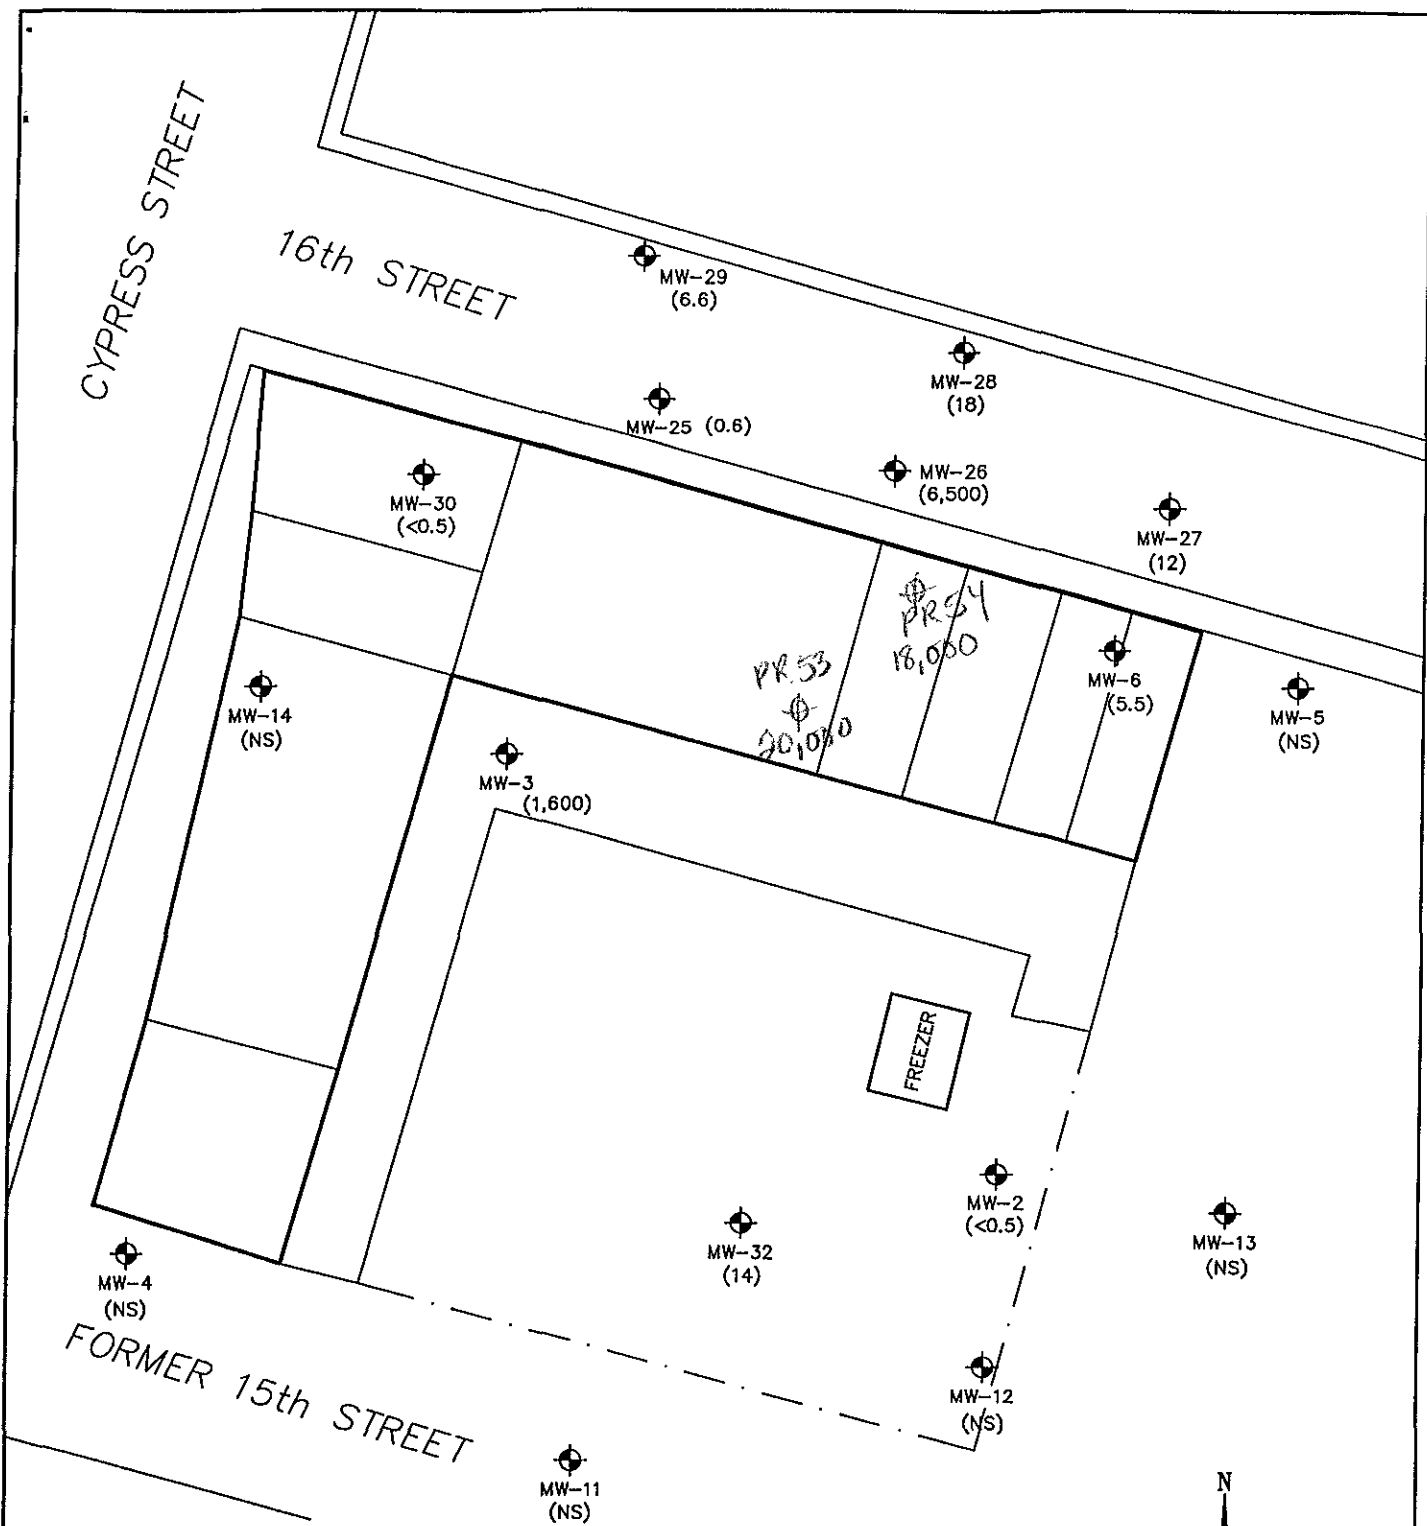 CYPRESS STREET
16th STREET
MW-29
(6.6)
MW-28
(18)
MW-25 (0.6)
MW-26
(6,500)
MW-30
(<0.5)
MW-27
(12)
PR54
18,000
PR.53
20,000
MW-6
(5.5)
MW-5
(NS)
MW-14
(NS)
MW-3
(1,600)
FREEZER
MW-2
(<0.5)
MW-13
(NS)
MW-32
(14)
MW-4
(NS)
FORMER 15th STREET
MW-12
(NS)
MW-11
(NS)
N